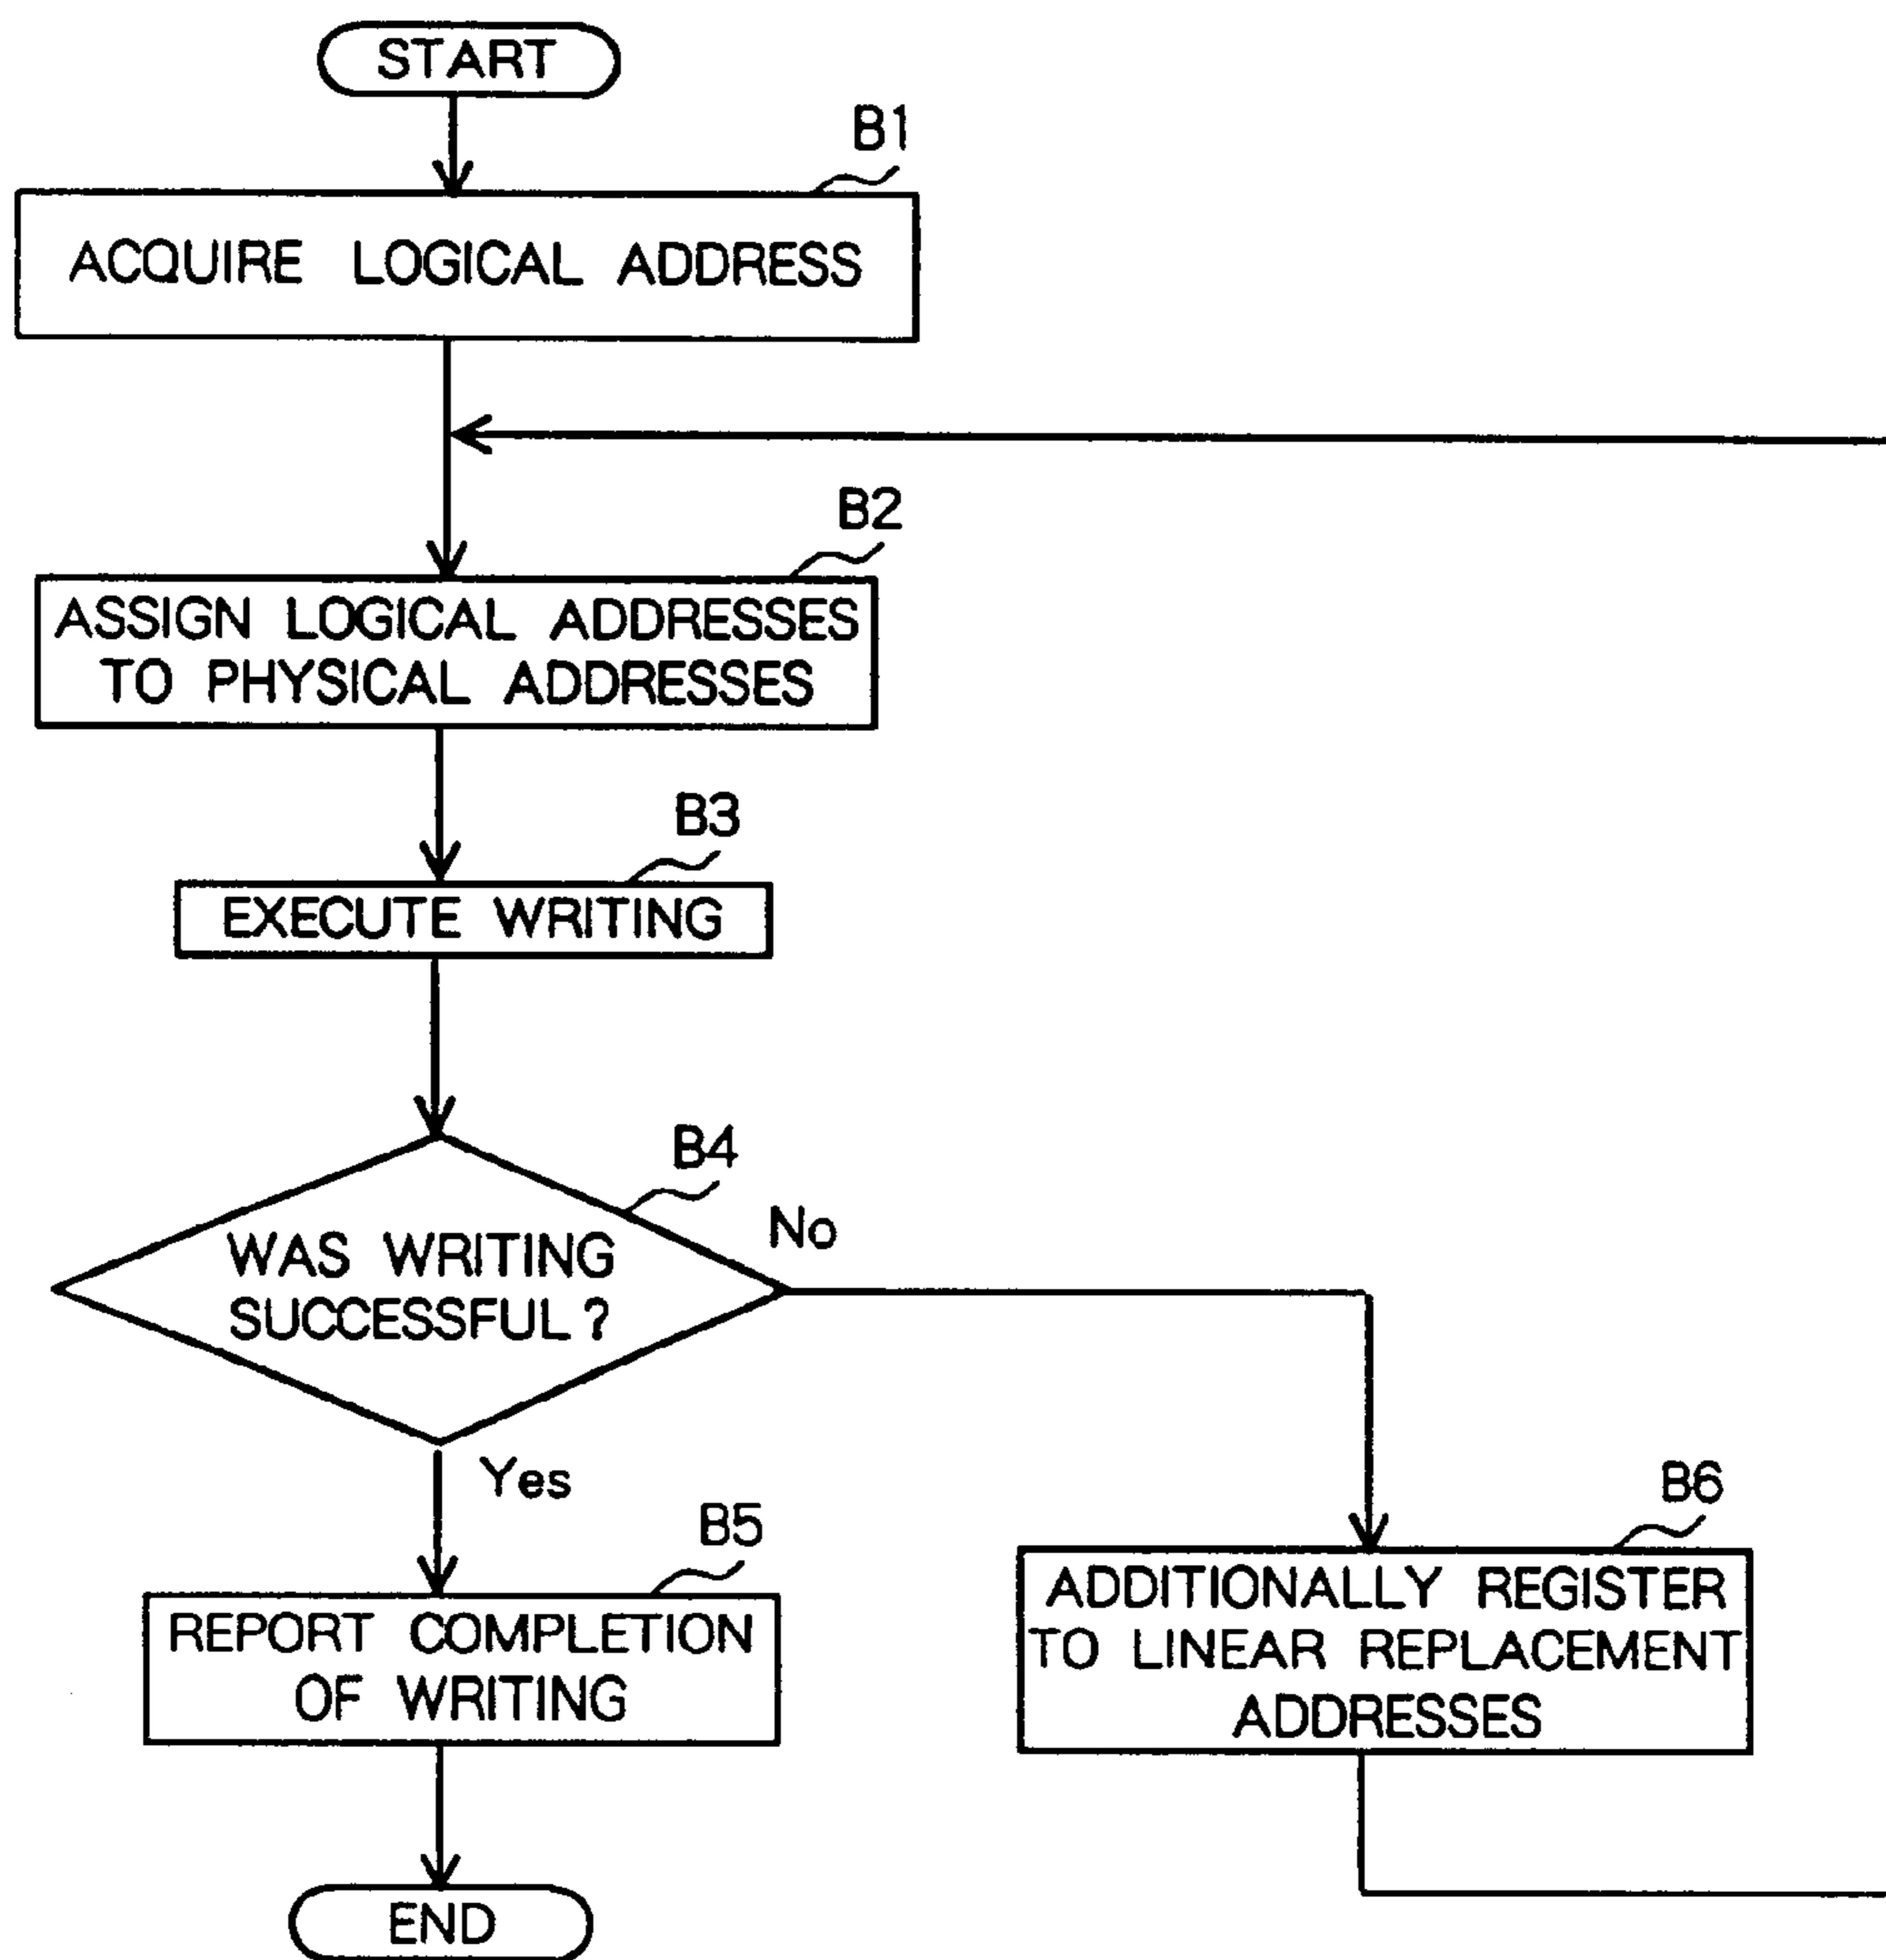 START
B1
ACQUIRE LOGICAL ADDRESS
B2
ASSIGN LOGICAL ADDRESSES
TO PHYSICAL ADDRESSES
B3
EXECUTE WRITING
B4
No
WAS WRITING
SUCCESSFUL?
Yes
B5
REPORT COMPLETION
OF WRITING
B6
ADDITIONALLY REGISTER
TO LINEAR REPLACEMENT
ADDRESSES
END